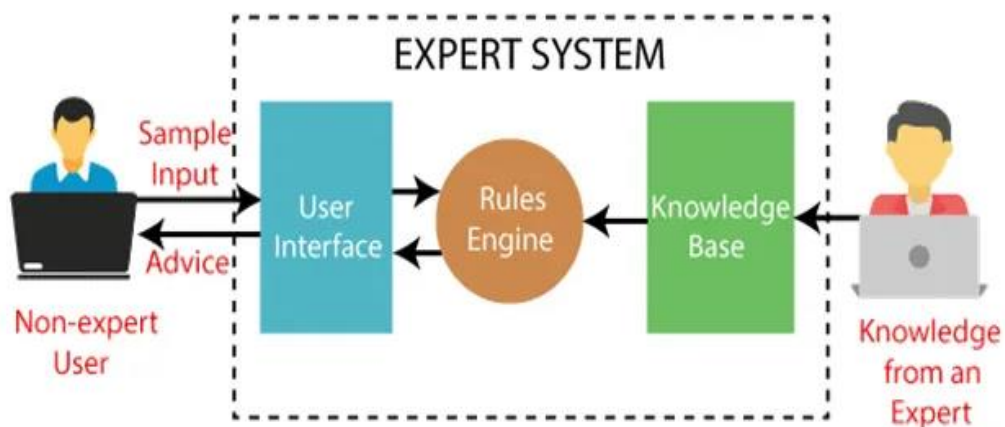 EXPERT SYSTEM
Sample
Input
Advice
Non-expert
User
User
Interface
Rules
Engine
Knowledge
Base
Knowledge
from an
Expert